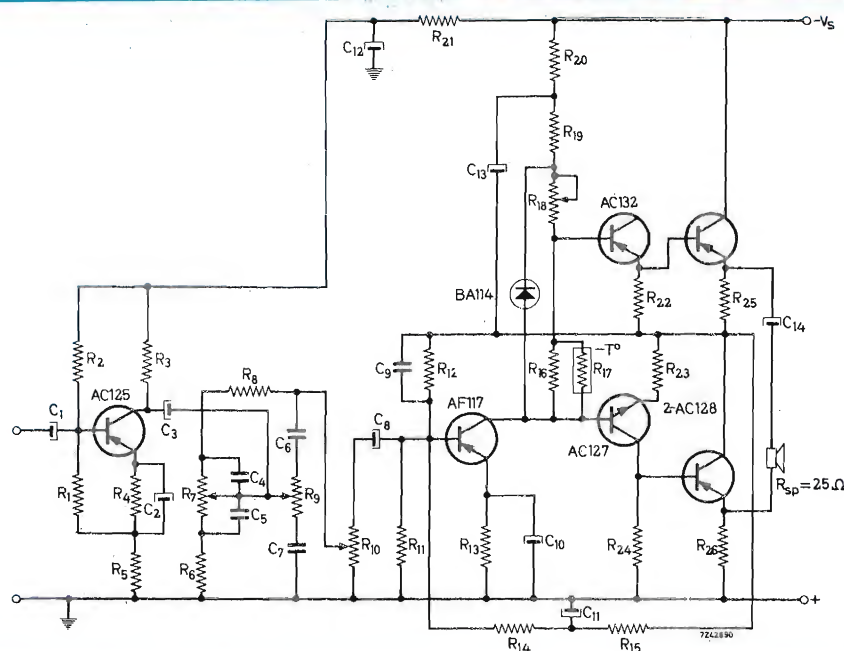 C12
R21
-Vs
R20
R19
C13
R18
AC132
BA114
R22
R25
C14
R2
R3
C9
R12
R16
-T°
R17
R23
R8
AC125
AF117
2-AC128
C1
C3
C6
C8
AC127
Rsp=25Ω
C4
R1
R4
C2
R7
R9
C5
R10
R11
R13
C10
R24
R26
R5
R6
C7
+
C11
R14
R15
7Z42890